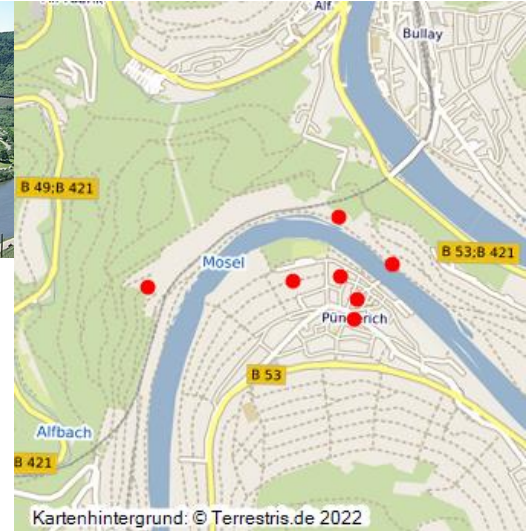 Alf
Bullay
B 49;B 421
Mosel
B 53;B 421
Pünderich
B 53
Alfbach
B 421
Kartenhintergrund: © Terrestris.de 2022